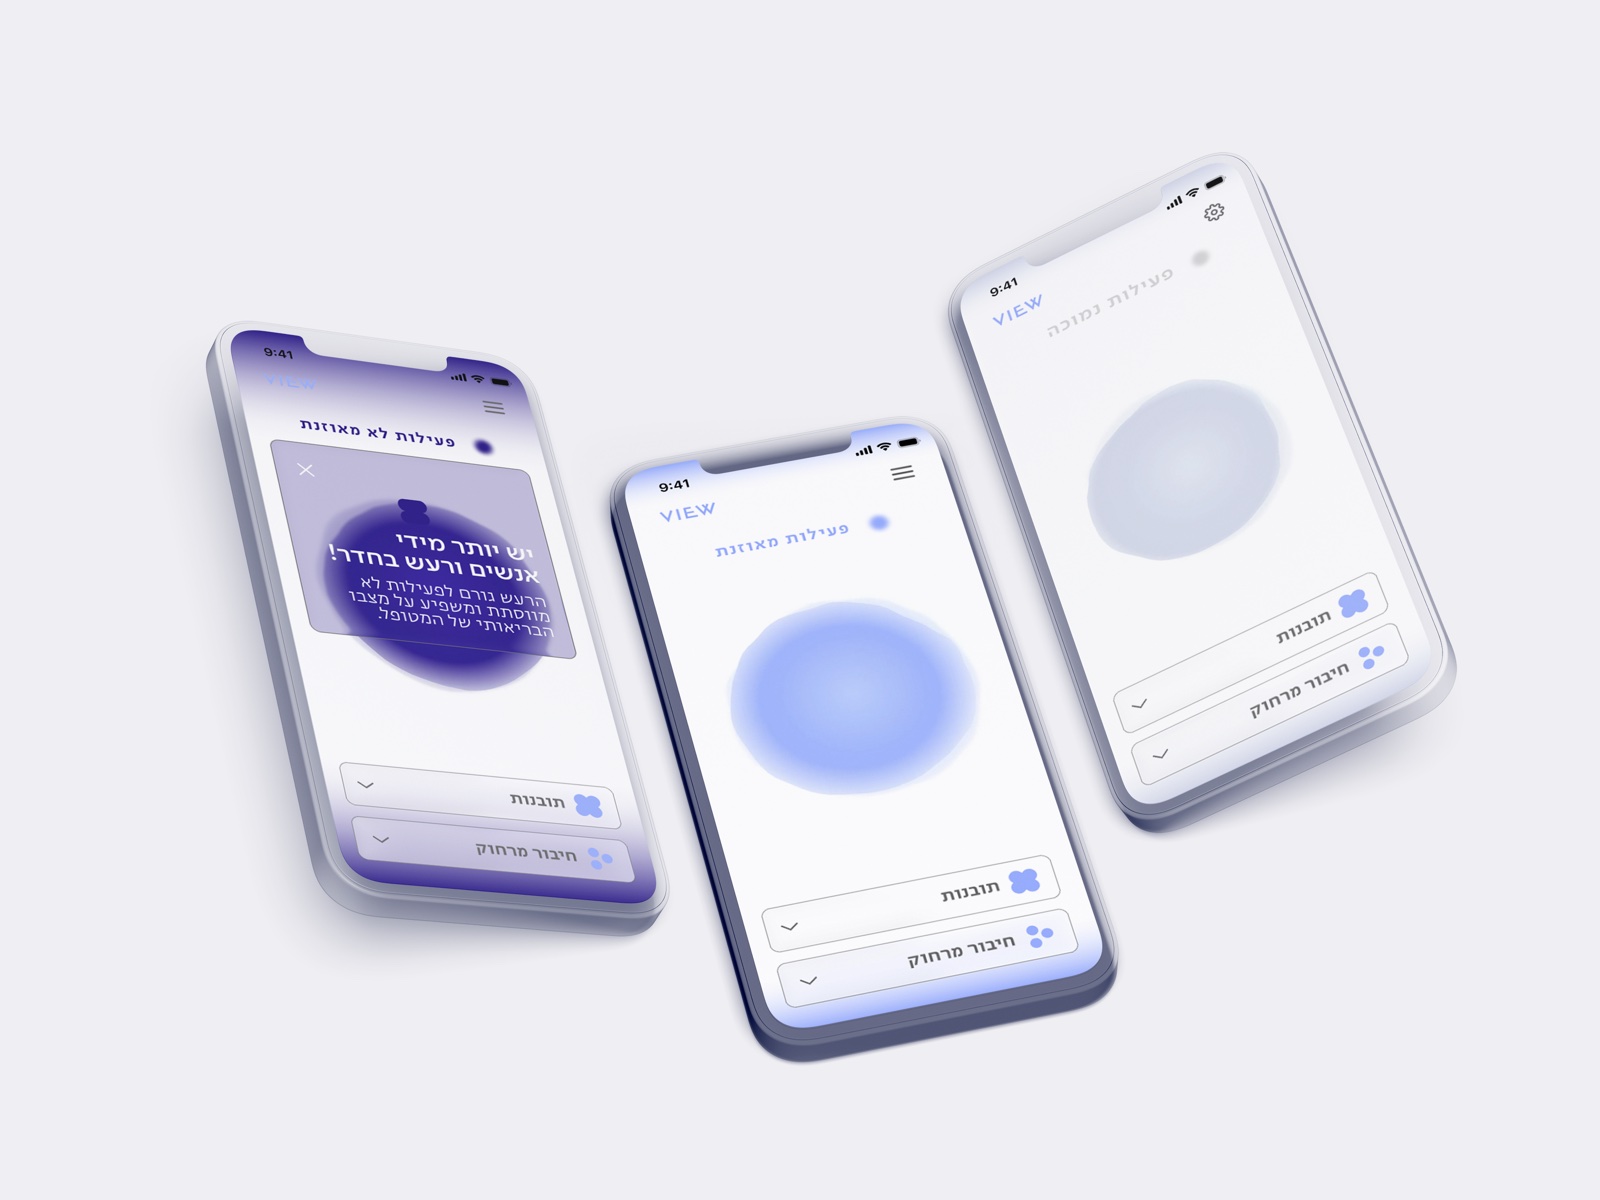 9:41
VIEW
פעילות לא מאוזנת
יש יותר מידי
אנשים ורעש בחדר!
הרעש גורם לפעילות לא
מווסתת ומשפיע על מצבו
הבריאותי של המטופל.
תובנות
חיבור מרחוק
9:41
VIEW
פעילות מאוזנת
תובנות
חיבור מרחוק
9:41
VIEW
פעילות נמוכה
תובנות
חיבור מרחוק